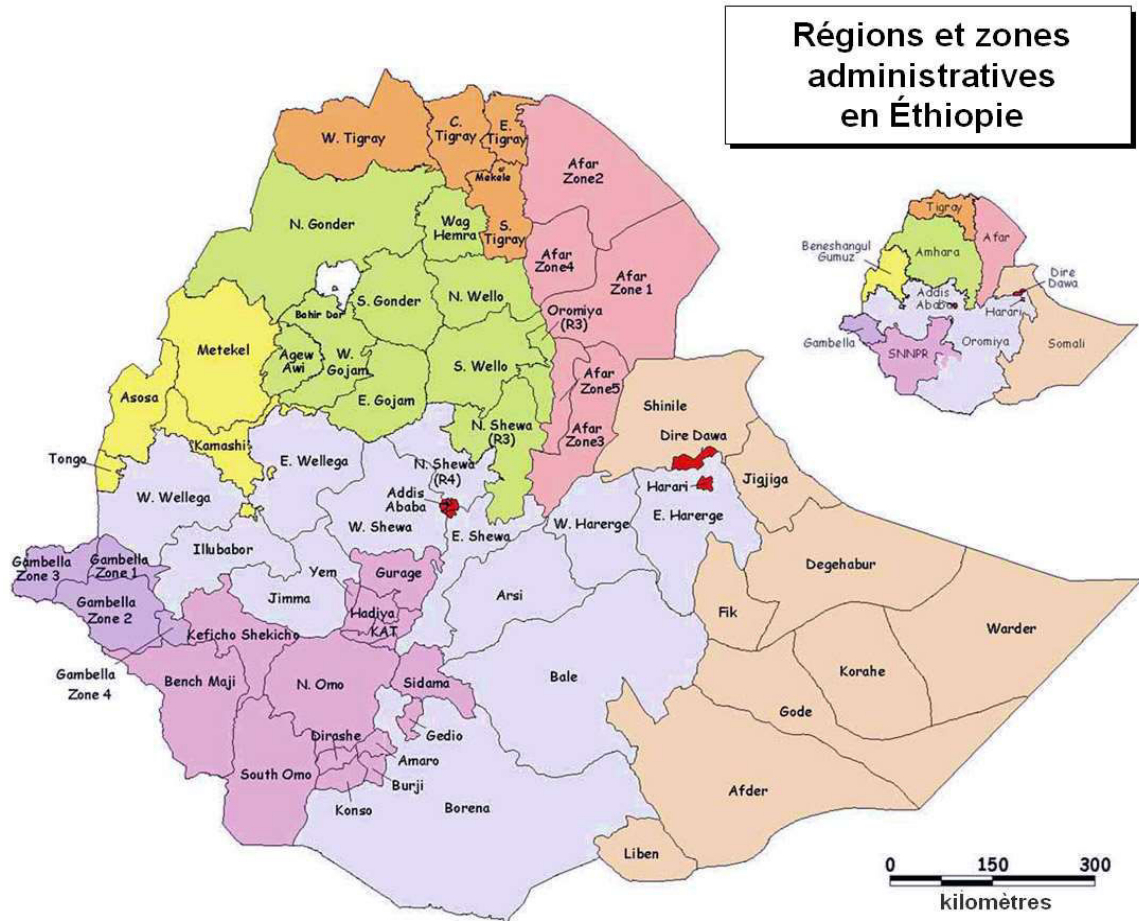 Régions et zones
administratives
en Éthiopie
W. Tigray
C.
Tigray
E.
Tigray
Mekele
S.
Tigray
Afar
Zone2
N. Gonder
Wag
Hemra
Afar
Zone4
Afar
Zone 1
S. Gonder
N. Wello
Oromiya
(R3)
Bahir Dar
Metekel
Agew
Awi
W.
Gojam
S. Wello
E. Gojam
Afar
Zone5
N. Shewa
(R3)
Afar
Zone3
Asosa
Kamashi
Tongo
Shinile
Dire Dawa
Jigjiga
Harari
E. Wellega
N. Shewa
(R4)
W. Wellega
Addis
Ababa
W. Shewa
E. Shewa
W. Harerge
E. Harerge
Illubabor
Yem
Gurage
Gambella
Zone 3
Gambella
Zone 1
Gambella
Zone 2
Jimma
Hadiya
KAT
Arsi
Degehabur
Fik
Warder
Keficho Shekicho
Gambella
Zone 4
Bench Maji
N. Omo
Sidama
Bale
Korahe
Gode
Gedio
Dirashe
Amaro
South Omo
Burji
Konso
Borena
Afder
Liben
Tigray
Beneshangul
Gumuz
Amhara
Afar
Dire
Dawa
Addis
Ababa
Harari
Gambella
SNNPR
Oromiya
Somali
0 150 300
kilomètres